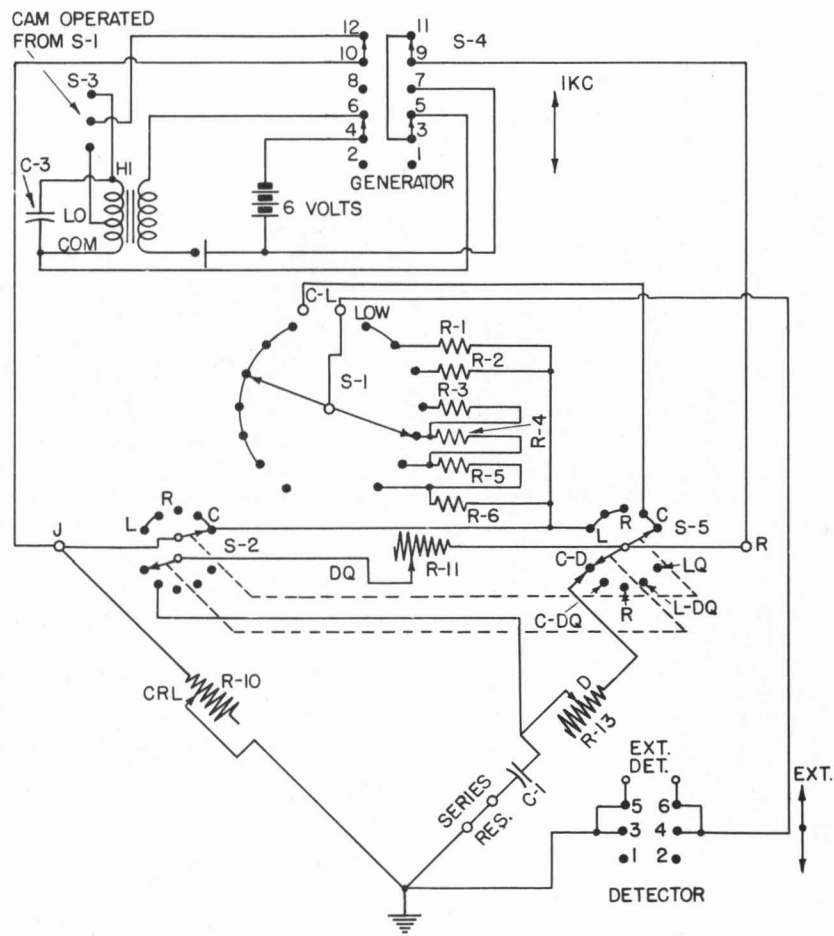 CAM OPERATED
FROM S-1
S-3
C-3
HI
LO
COM
6 VOLTS
12
11
10
9
8
7
6
5
4
3
2
1
S-4
GENERATOR
1KC
C-L
LOW
S-1
R-1
R-2
R-3
R-4
R-5
R-6
J
L
R
C
S-2
DQ
R-11
L
R
C
S-5
R
C-D
LQ
L-DQ
R
C-DQ
CRL
R-10
D
R-13
C-1
SERIES
RES.
EXT.
DET.
EXT.
5
6
3
4
1
2
DETECTOR